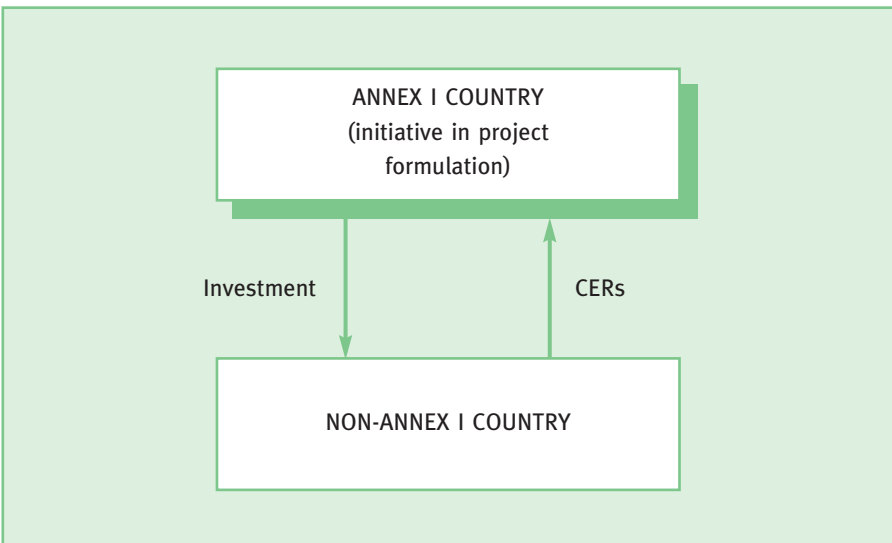 ANNEX I COUNTRY
(initiative in project
formulation)
Investment
CERs
NON-ANNEX I COUNTRY